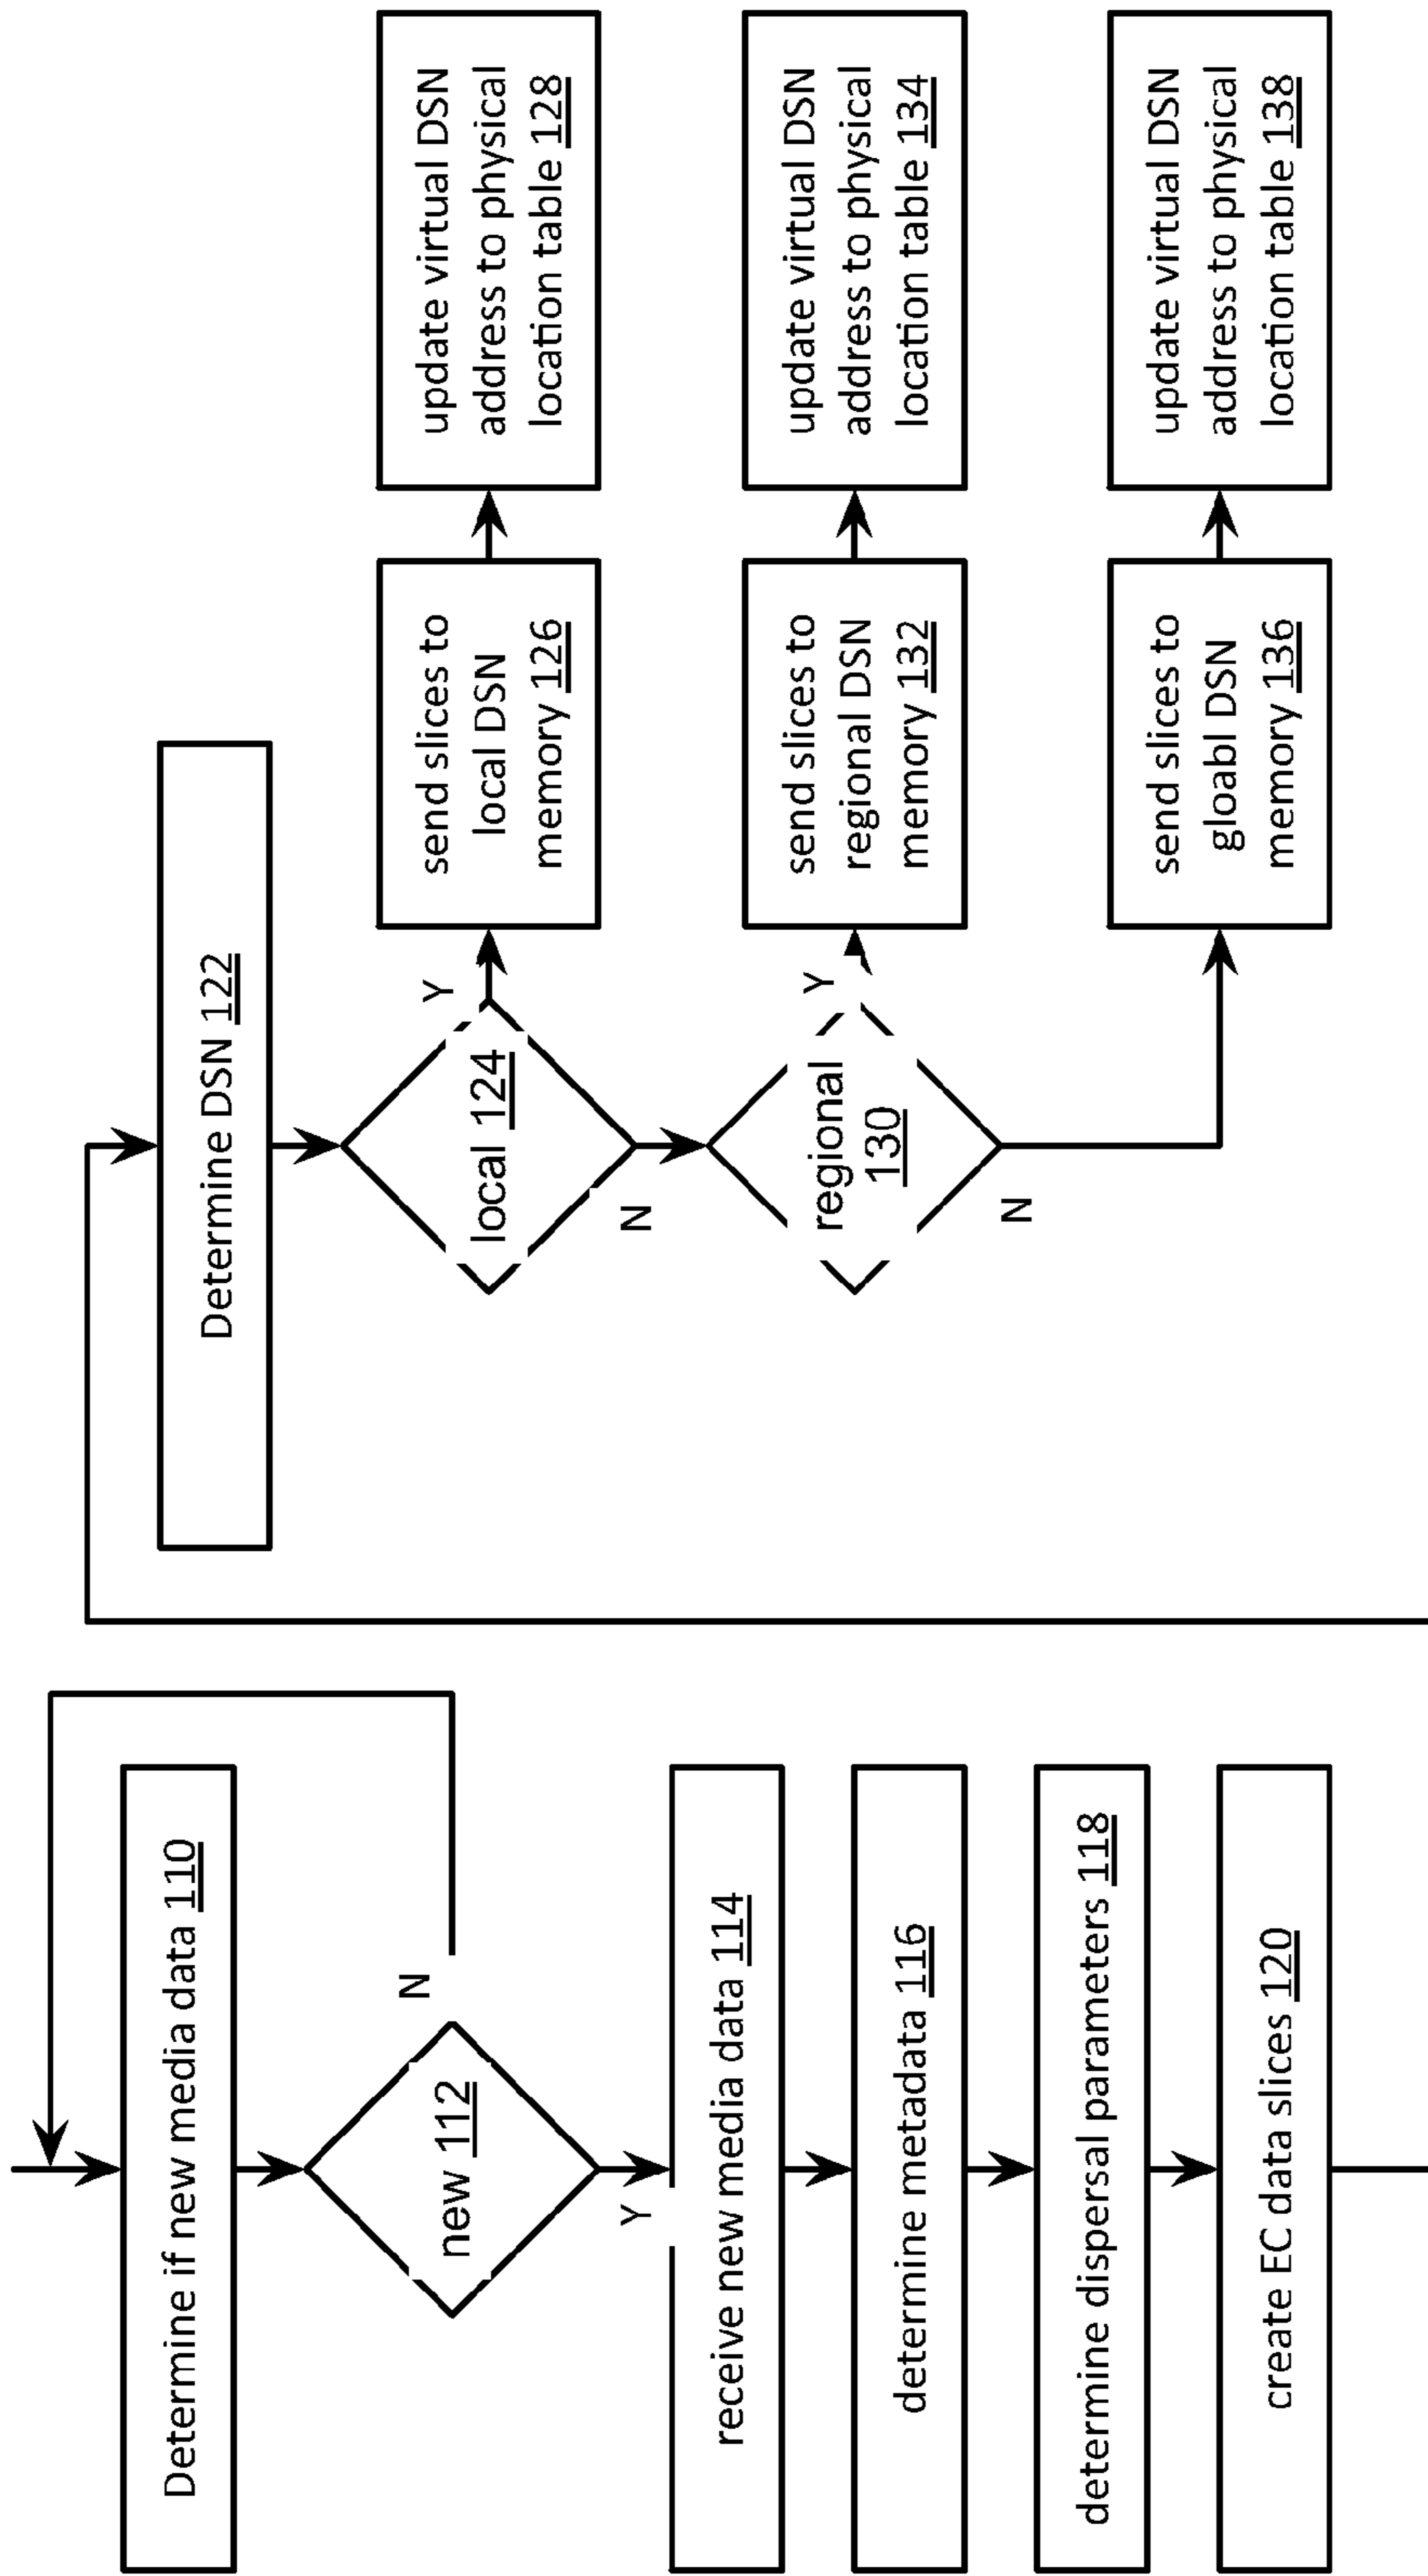 Determine if new media data 110
new 112
N
Y
receive new media data 114
determine metadata 116
determine dispersal parameters 118
create EC data slices 120
Determine DSN 122
local 124
Y
N
send slices to
local DSN
memory 126
update virtual DSN
address to physical
location table 128
regional
130
Y
N
send slices to
regional DSN
memory 132
update virtual DSN
address to physical
location table 134
send slices to
gloabl DSN
memory 136
update virtual DSN
address to physical
location table 138